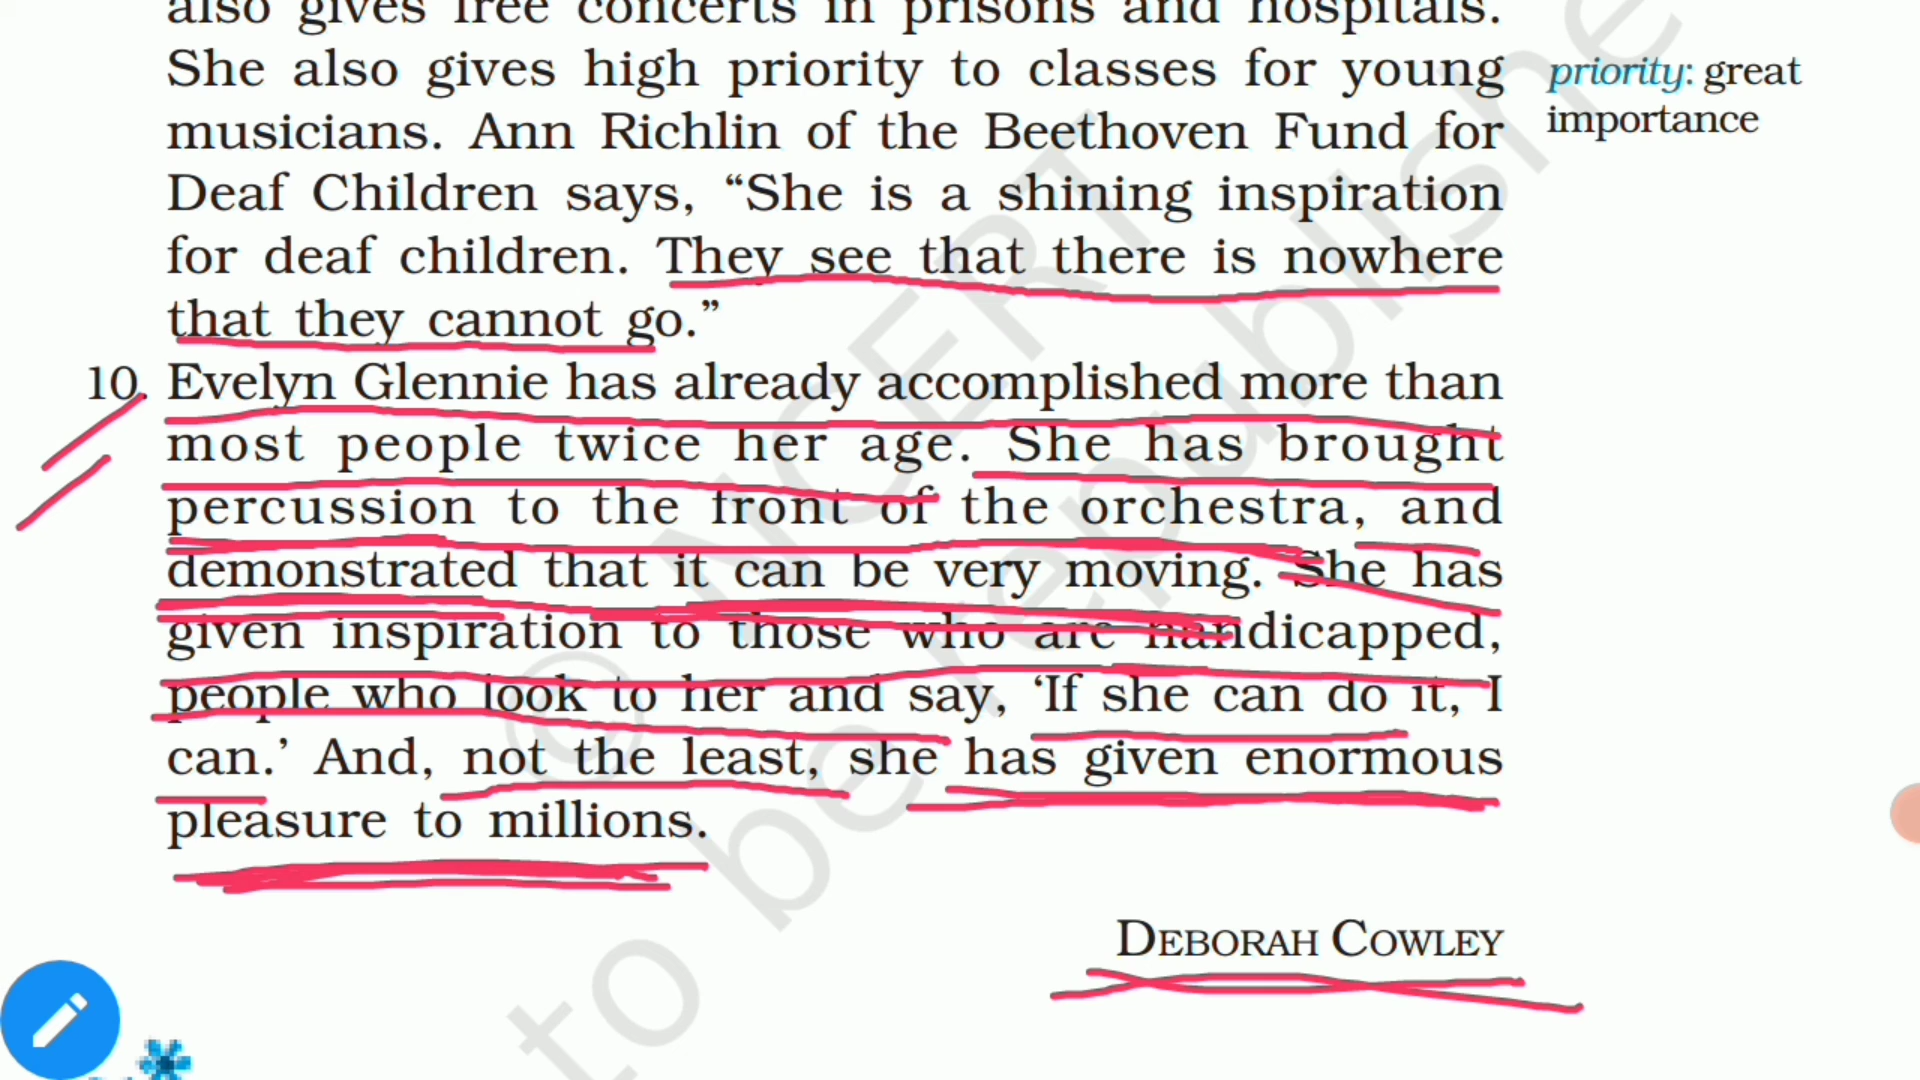 also gives free concerts in prisons and hospitals.
She also gives high priority to classes for young
musicians. Ann Richlin of the Beethoven Fund for
Deaf Children says, “She is a shining inspiration
for deaf children. They see that there is nowhere
that they cannot go.”
10. Evelyn Glennie has already accomplished more than
most people twice her age. She has brought
percussion to the front of the orchestra, and
demonstrated that it can be very moving. She has
given inspiration to those who are handicapped,
people who look to her and say, ‘If she can do it, I
can.’ And, not the least, she has given enormous
pleasure to millions.
DEBORAH COWLEY
priority: great
importance
© NCERT
to be republishe